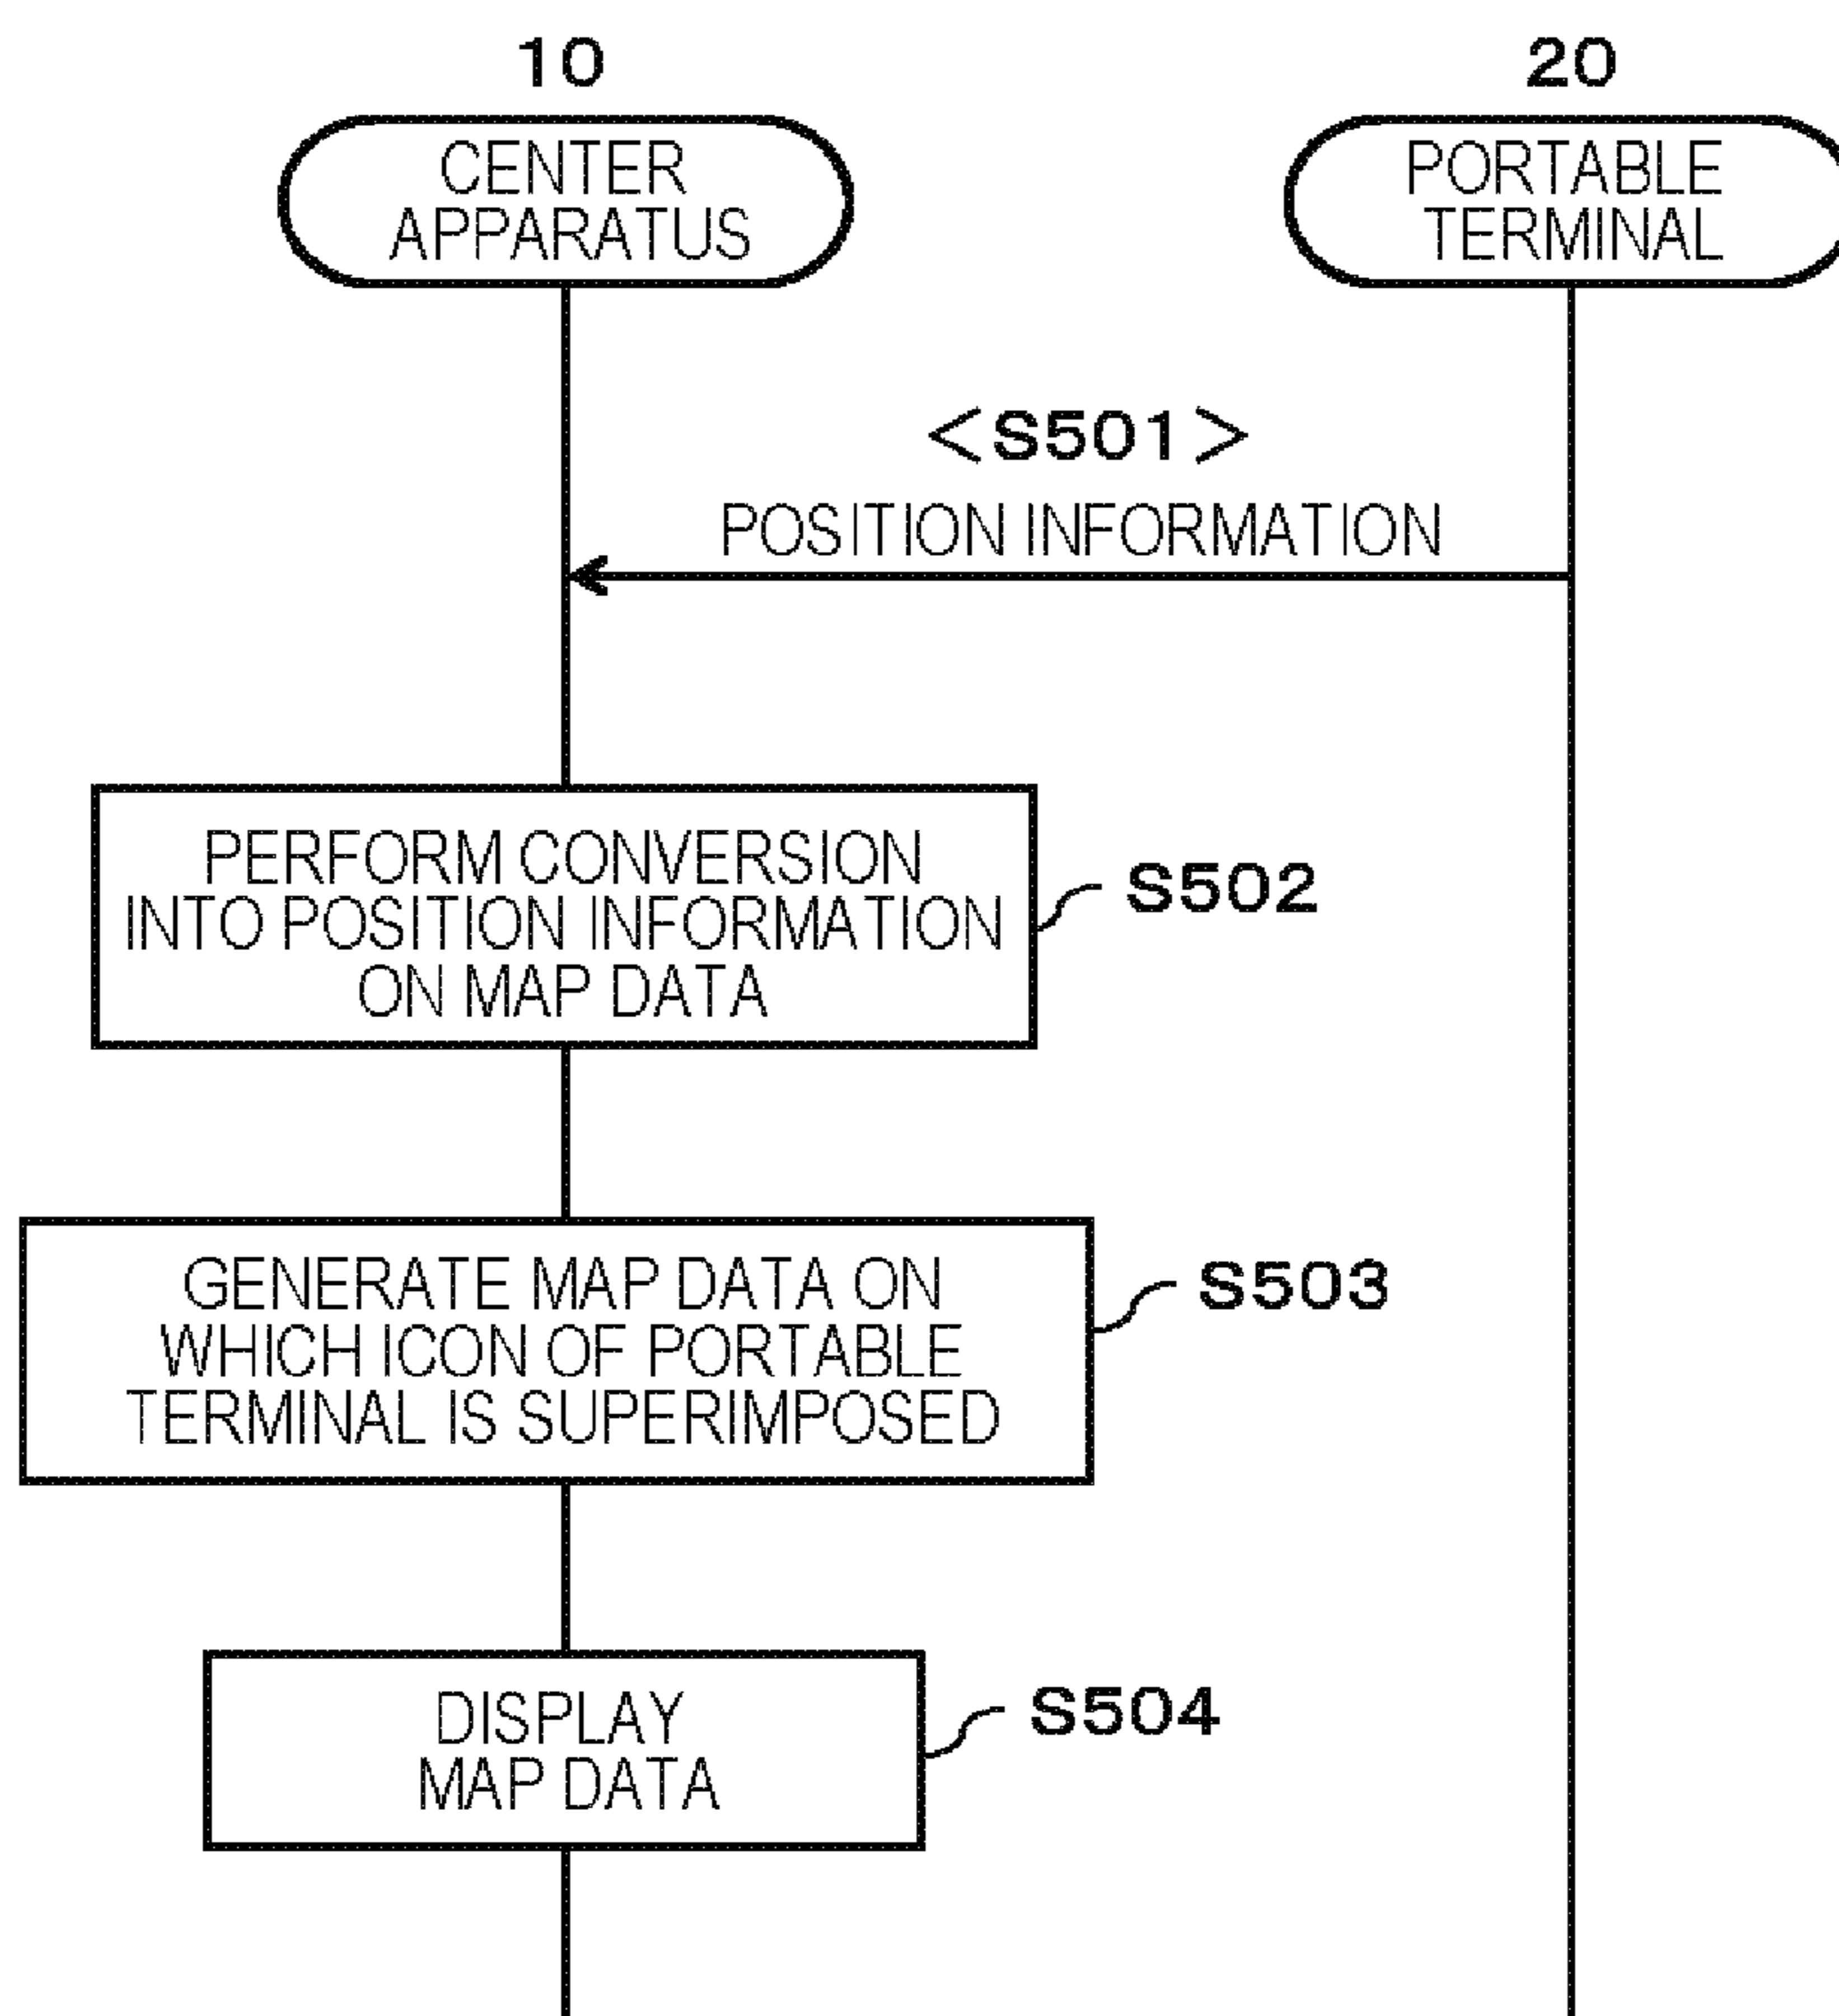 10
20
CENTER
APPARATUS
PORTABLE
TERMINAL
<S501>
POSITION INFORMATION
PERFORM CONVERSION
INTO POSITION INFORMATION
ON MAP DATA
S502
GENERATE MAP DATA ON
WHICH ICON OF PORTABLE
TERMINAL IS SUPERIMPOSED
S503
DISPLAY
MAP DATA
S504